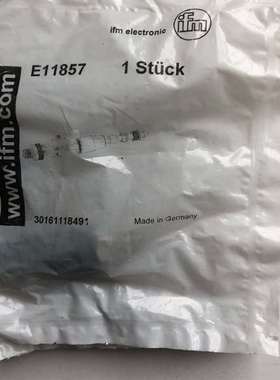 ifm electronic
ifm
E11857 1 Stück
www.ifm.com
30161118491 Made in Germany